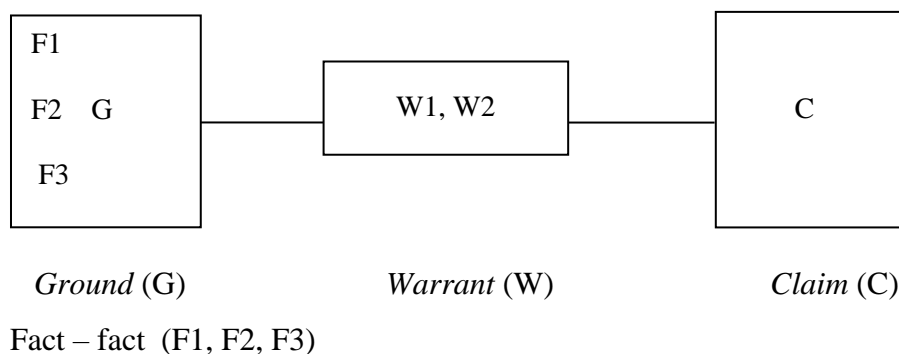 F1
F2 G
F3
W1, W2
C
Ground (G)
Warrant (W)
Claim (C)
Fact – fact (F1, F2, F3)